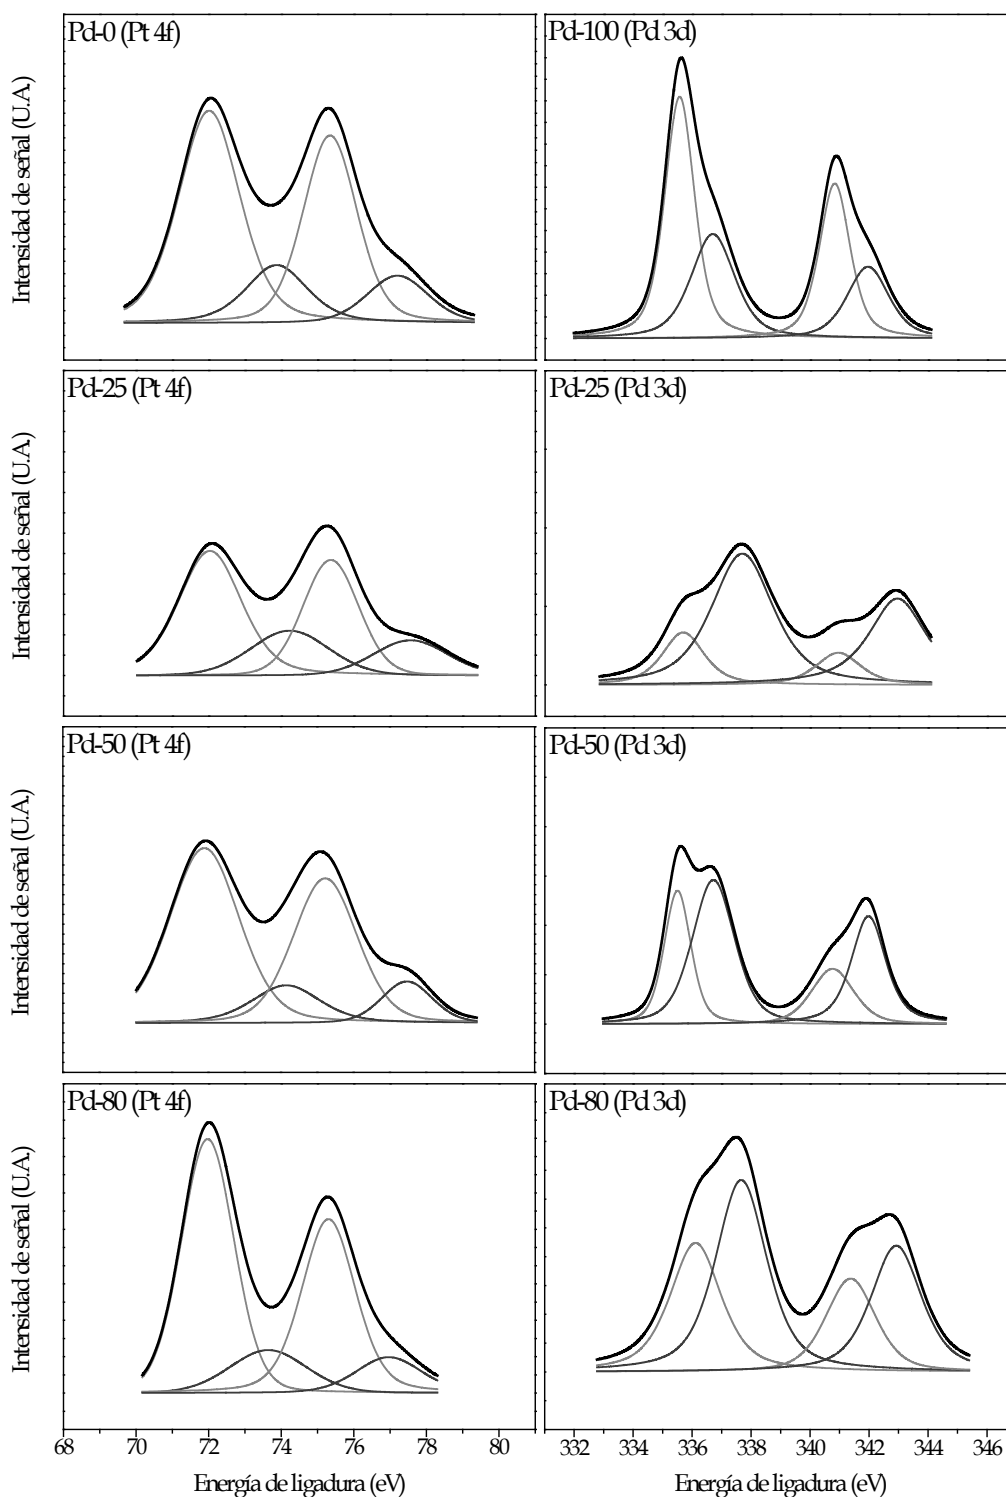 Pd-0 (Pt 4f)
Pd-100 (Pd 3d)
Intensidad de señal (U.A.)
Pd-25 (Pt 4f)
Pd-25 (Pd 3d)
Intensidad de señal (U.A.)
Pd-50 (Pt 4f)
Pd-50 (Pd 3d)
Intensidad de señal (U.A.)
Pd-80 (Pt 4f)
Pd-80 (Pd 3d)
Intensidad de señal (U.A.)
68 70 72 74 76 78 80
332 334 336 338 340 342 344 346
Energía de ligadura (eV)
Energía de ligadura (eV)